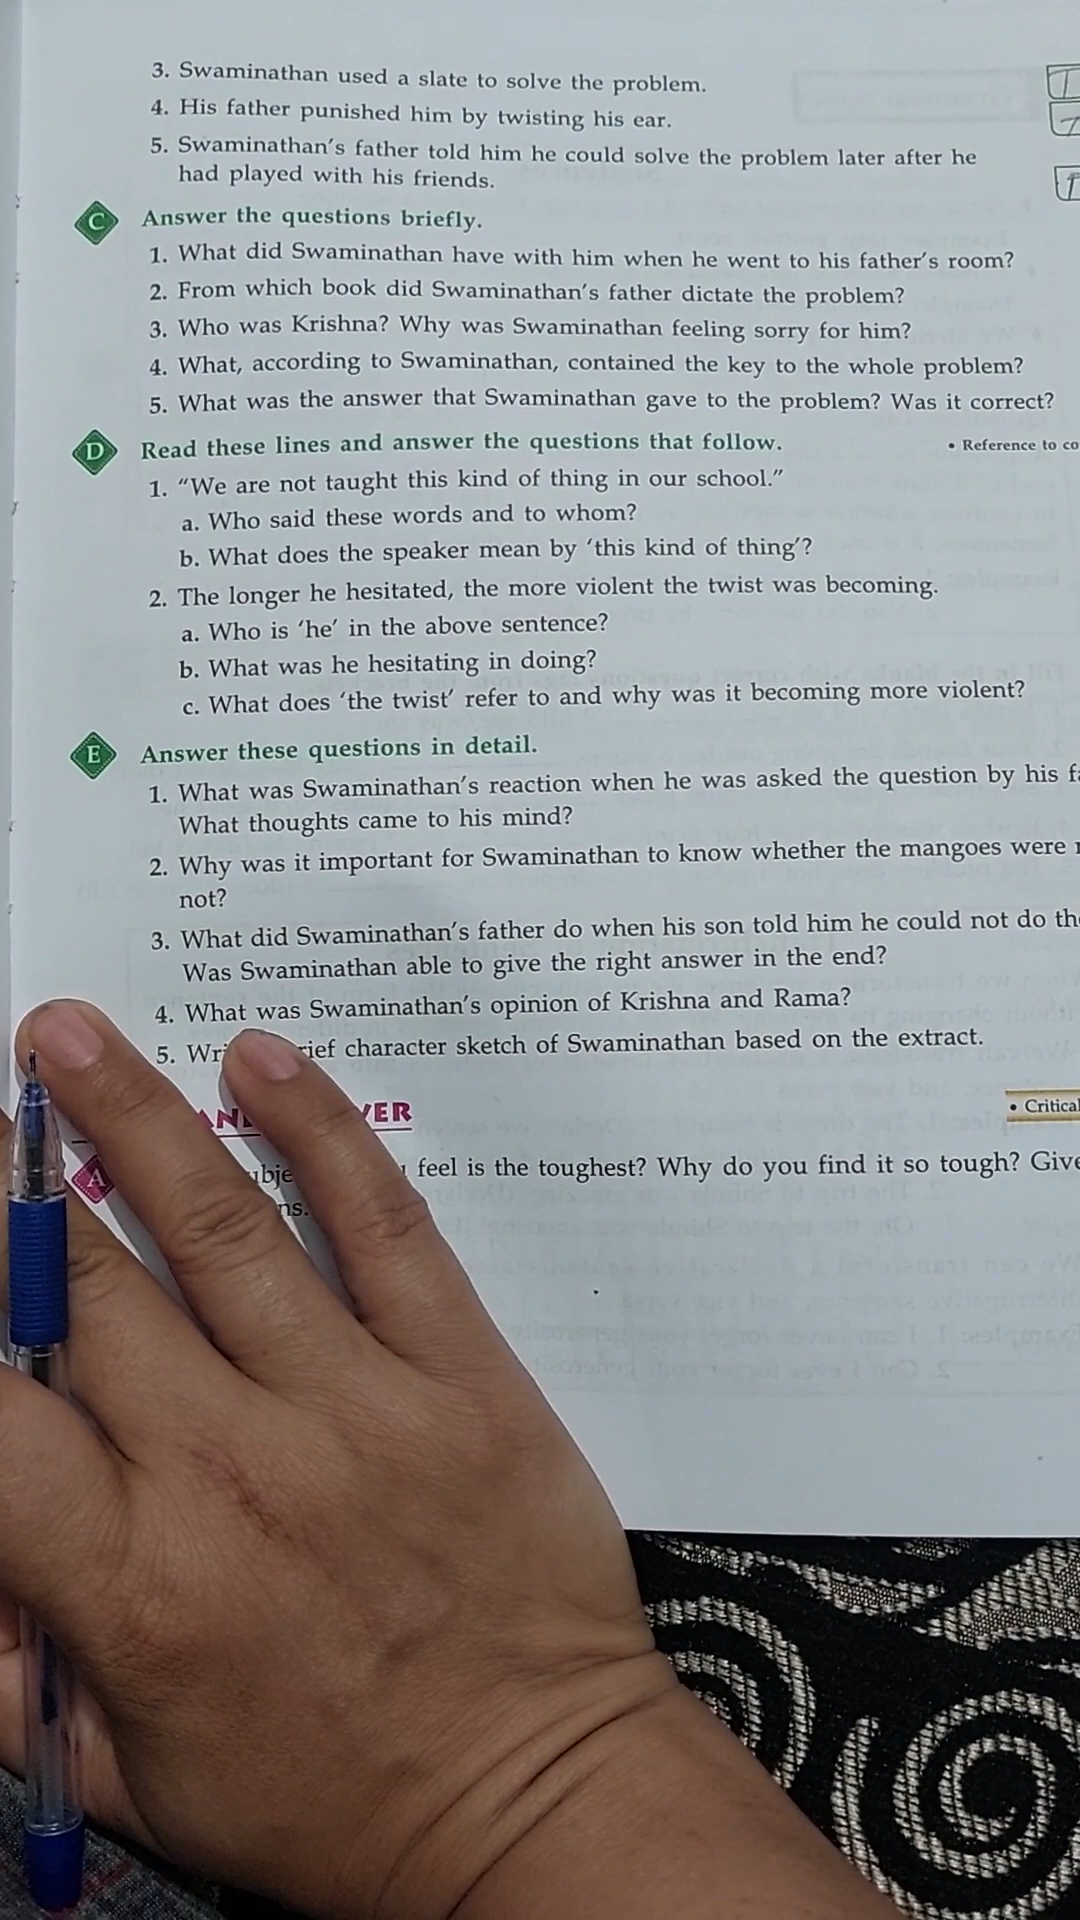 3. Swaminathan used a slate to solve the problem.
T
4. His father punished him by twisting his ear.
T
5. Swaminathan's father told him he could solve the problem later after he
had played with his friends.
C Answer the questions briefly.
1. What did Swaminathan have with him when he went to his father's room?
2. From which book did Swaminathan's father dictate the problem?
3. Who was Krishna? Why was Swaminathan feeling sorry for him?
4. What, according to Swaminathan, contained the key to the whole problem?
5. What was the answer that Swaminathan gave to the problem? Was it correct?
D Read these lines and answer the questions that follow.
• Reference to co
1. “We are not taught this kind of thing in our school.”
a. Who said these words and to whom?
b. What does the speaker mean by ‘this kind of thing’?
2. The longer he hesitated, the more violent the twist was becoming.
a. Who is ‘he’ in the above sentence?
b. What was he hesitating in doing?
c. What does ‘the twist’ refer to and why was it becoming more violent?
E Answer these questions in detail.
1. What was Swaminathan's reaction when he was asked the question by his fa
What thoughts came to his mind?
2. Why was it important for Swaminathan to know whether the mangoes were r
not?
3. What did Swaminathan's father do when his son told him he could not do th
Was Swaminathan able to give the right answer in the end?
4. What was Swaminathan's opinion of Krishna and Rama?
5. Wri rief character sketch of Swaminathan based on the extract.
AN VER
• Critical
A ubje feel is the toughest? Why do you find it so tough? Give
ns.